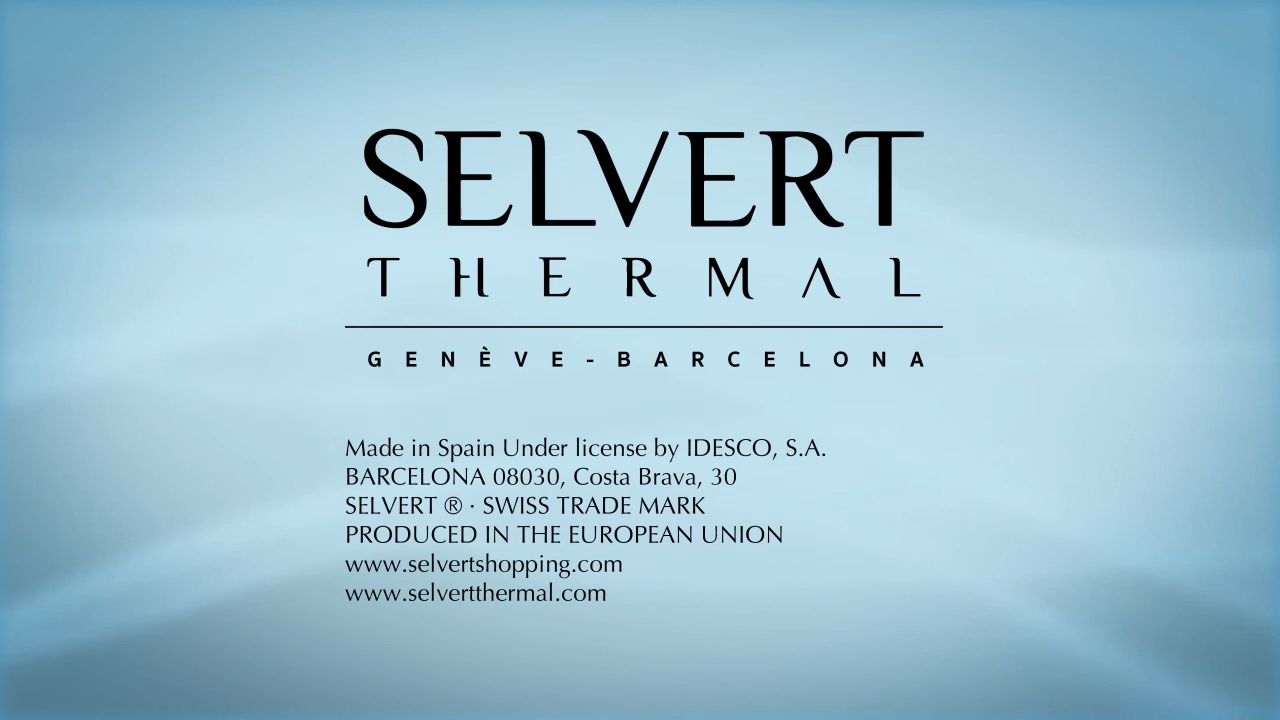 SELVERT
THERMAL
GENÈVE-BARCELONA
Made in Spain Under license by IDESCO, S.A.
BARCELONA 08030, Costa Brava, 30
SELVERT ® · SWISS TRADE MARK
PRODUCED IN THE EUROPEAN UNION
www.selvertshopping.com
www.selvertthermal.com